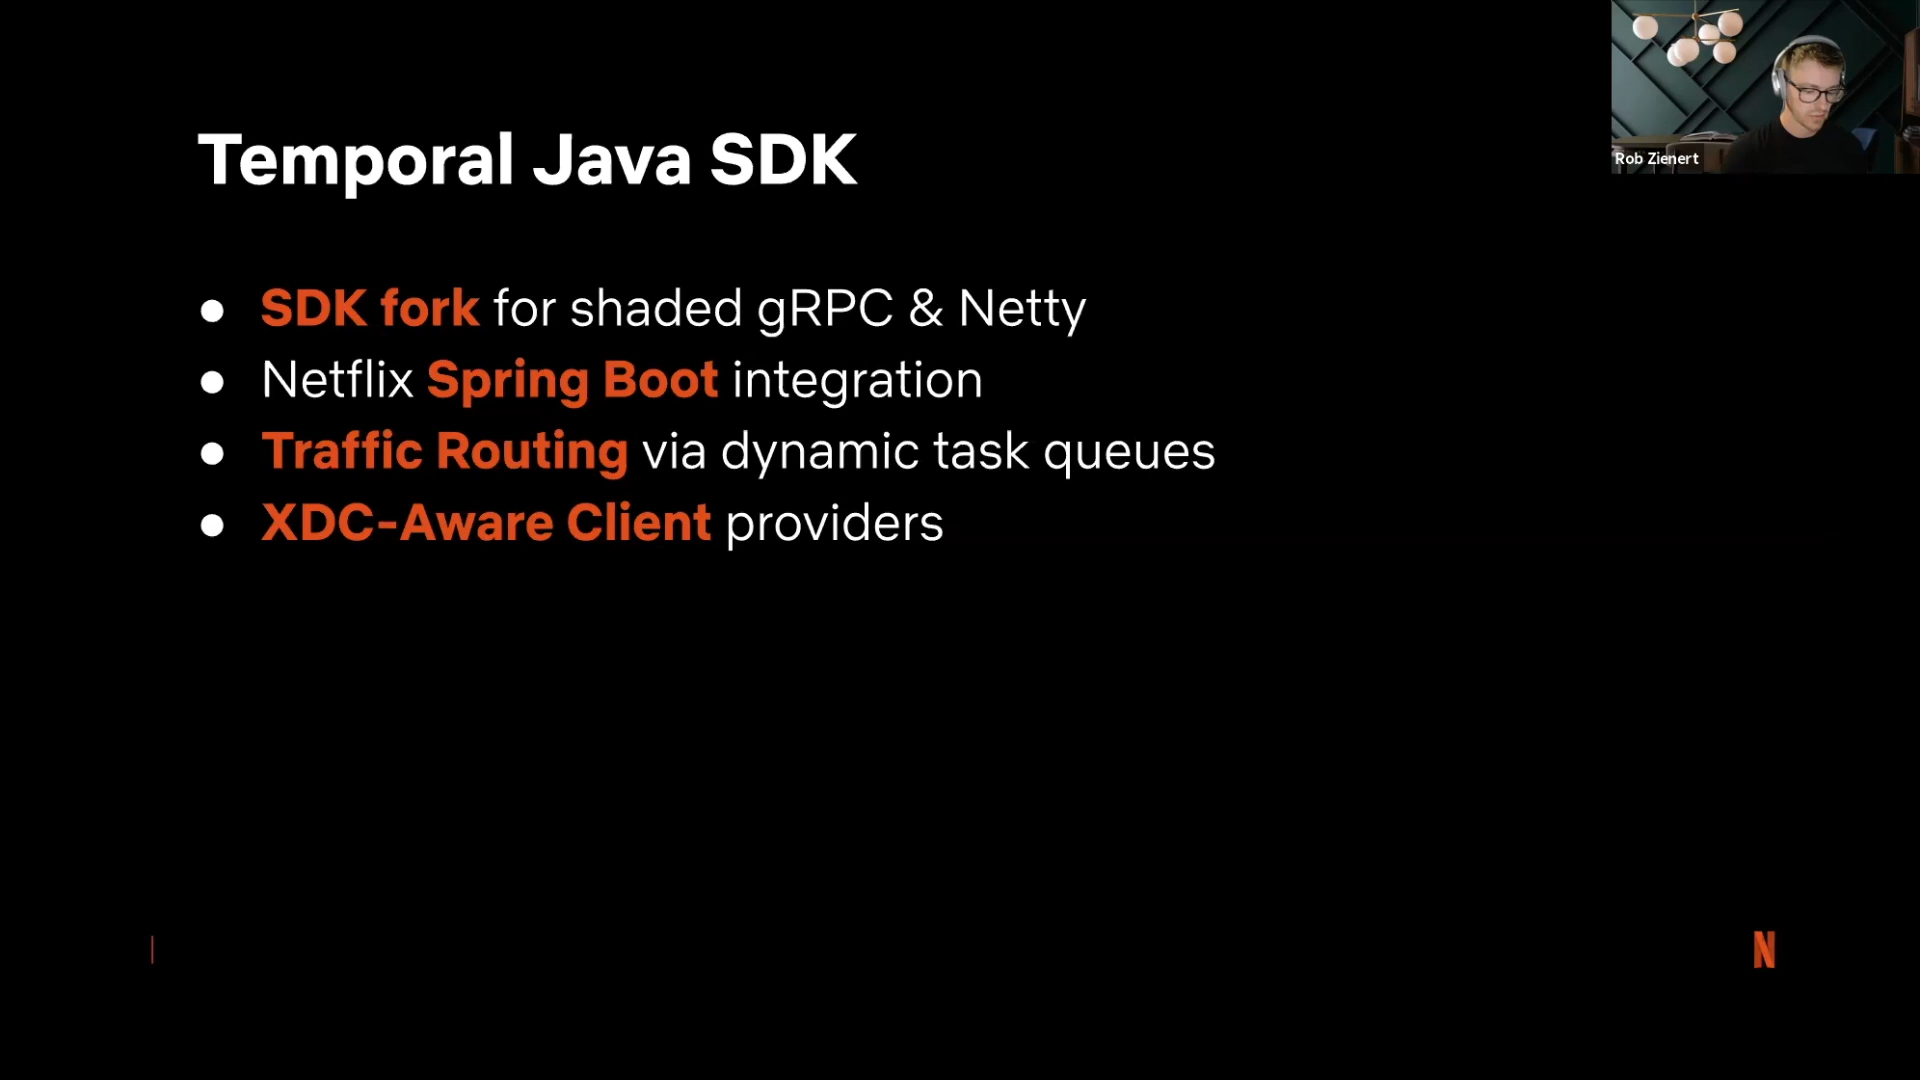 Temporal Java SDK
● SDK fork for shaded gRPC & Netty
● Netflix Spring Boot integration
● Traffic Routing via dynamic task queues
● XDC-Aware Client providers
Rob Zienert
N